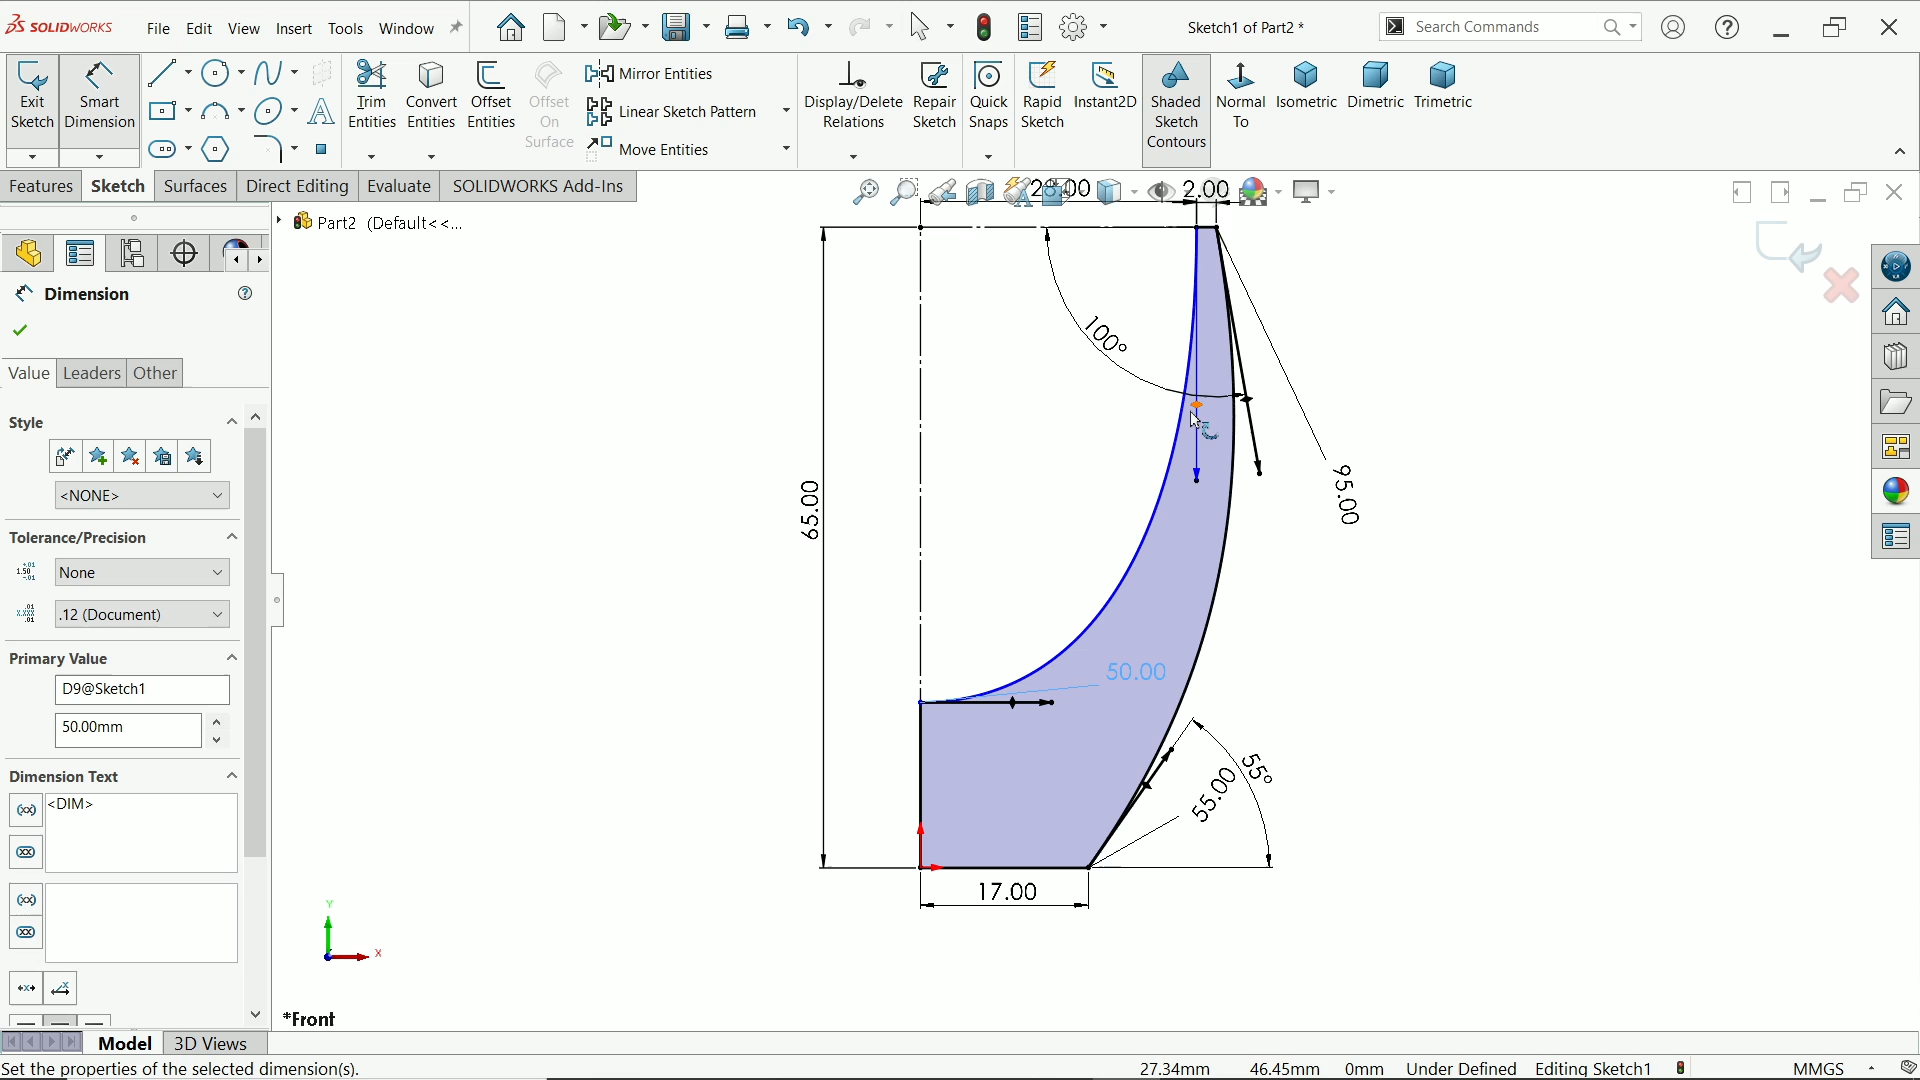 SOLIDWORKS
File Edit View Insert Tools Window
Sketch1 of Part2 *
Search Commands
Exit Sketch
Smart Dimension
Trim Entities
Convert Entities
Offset Entities
Offset On Surface
Mirror Entities
Linear Sketch Pattern
Move Entities
Display/Delete Relations
Repair Sketch
Quick Snaps
Rapid Sketch
Instant2D
Shaded Sketch Contours
Normal To
Isometric
Dimetric
Trimetric
Features Sketch Surfaces Direct Editing Evaluate SOLIDWORKS Add-Ins
Part2 (Default<<...
2.00
Dimension
Value Leaders Other
Style
<NONE>
Tolerance/Precision
None
.12 (Document)
Primary Value
D9@Sketch1
50.00mm
Dimension Text
<DIM>
100°
65.00
95.00
50.00
55°
55.00
17.00
Y
X
*Front
Model 3D Views
Set the properties of the selected dimension(s).
27.34mm 46.45mm 0mm Under Defined Editing Sketch1 MMGS